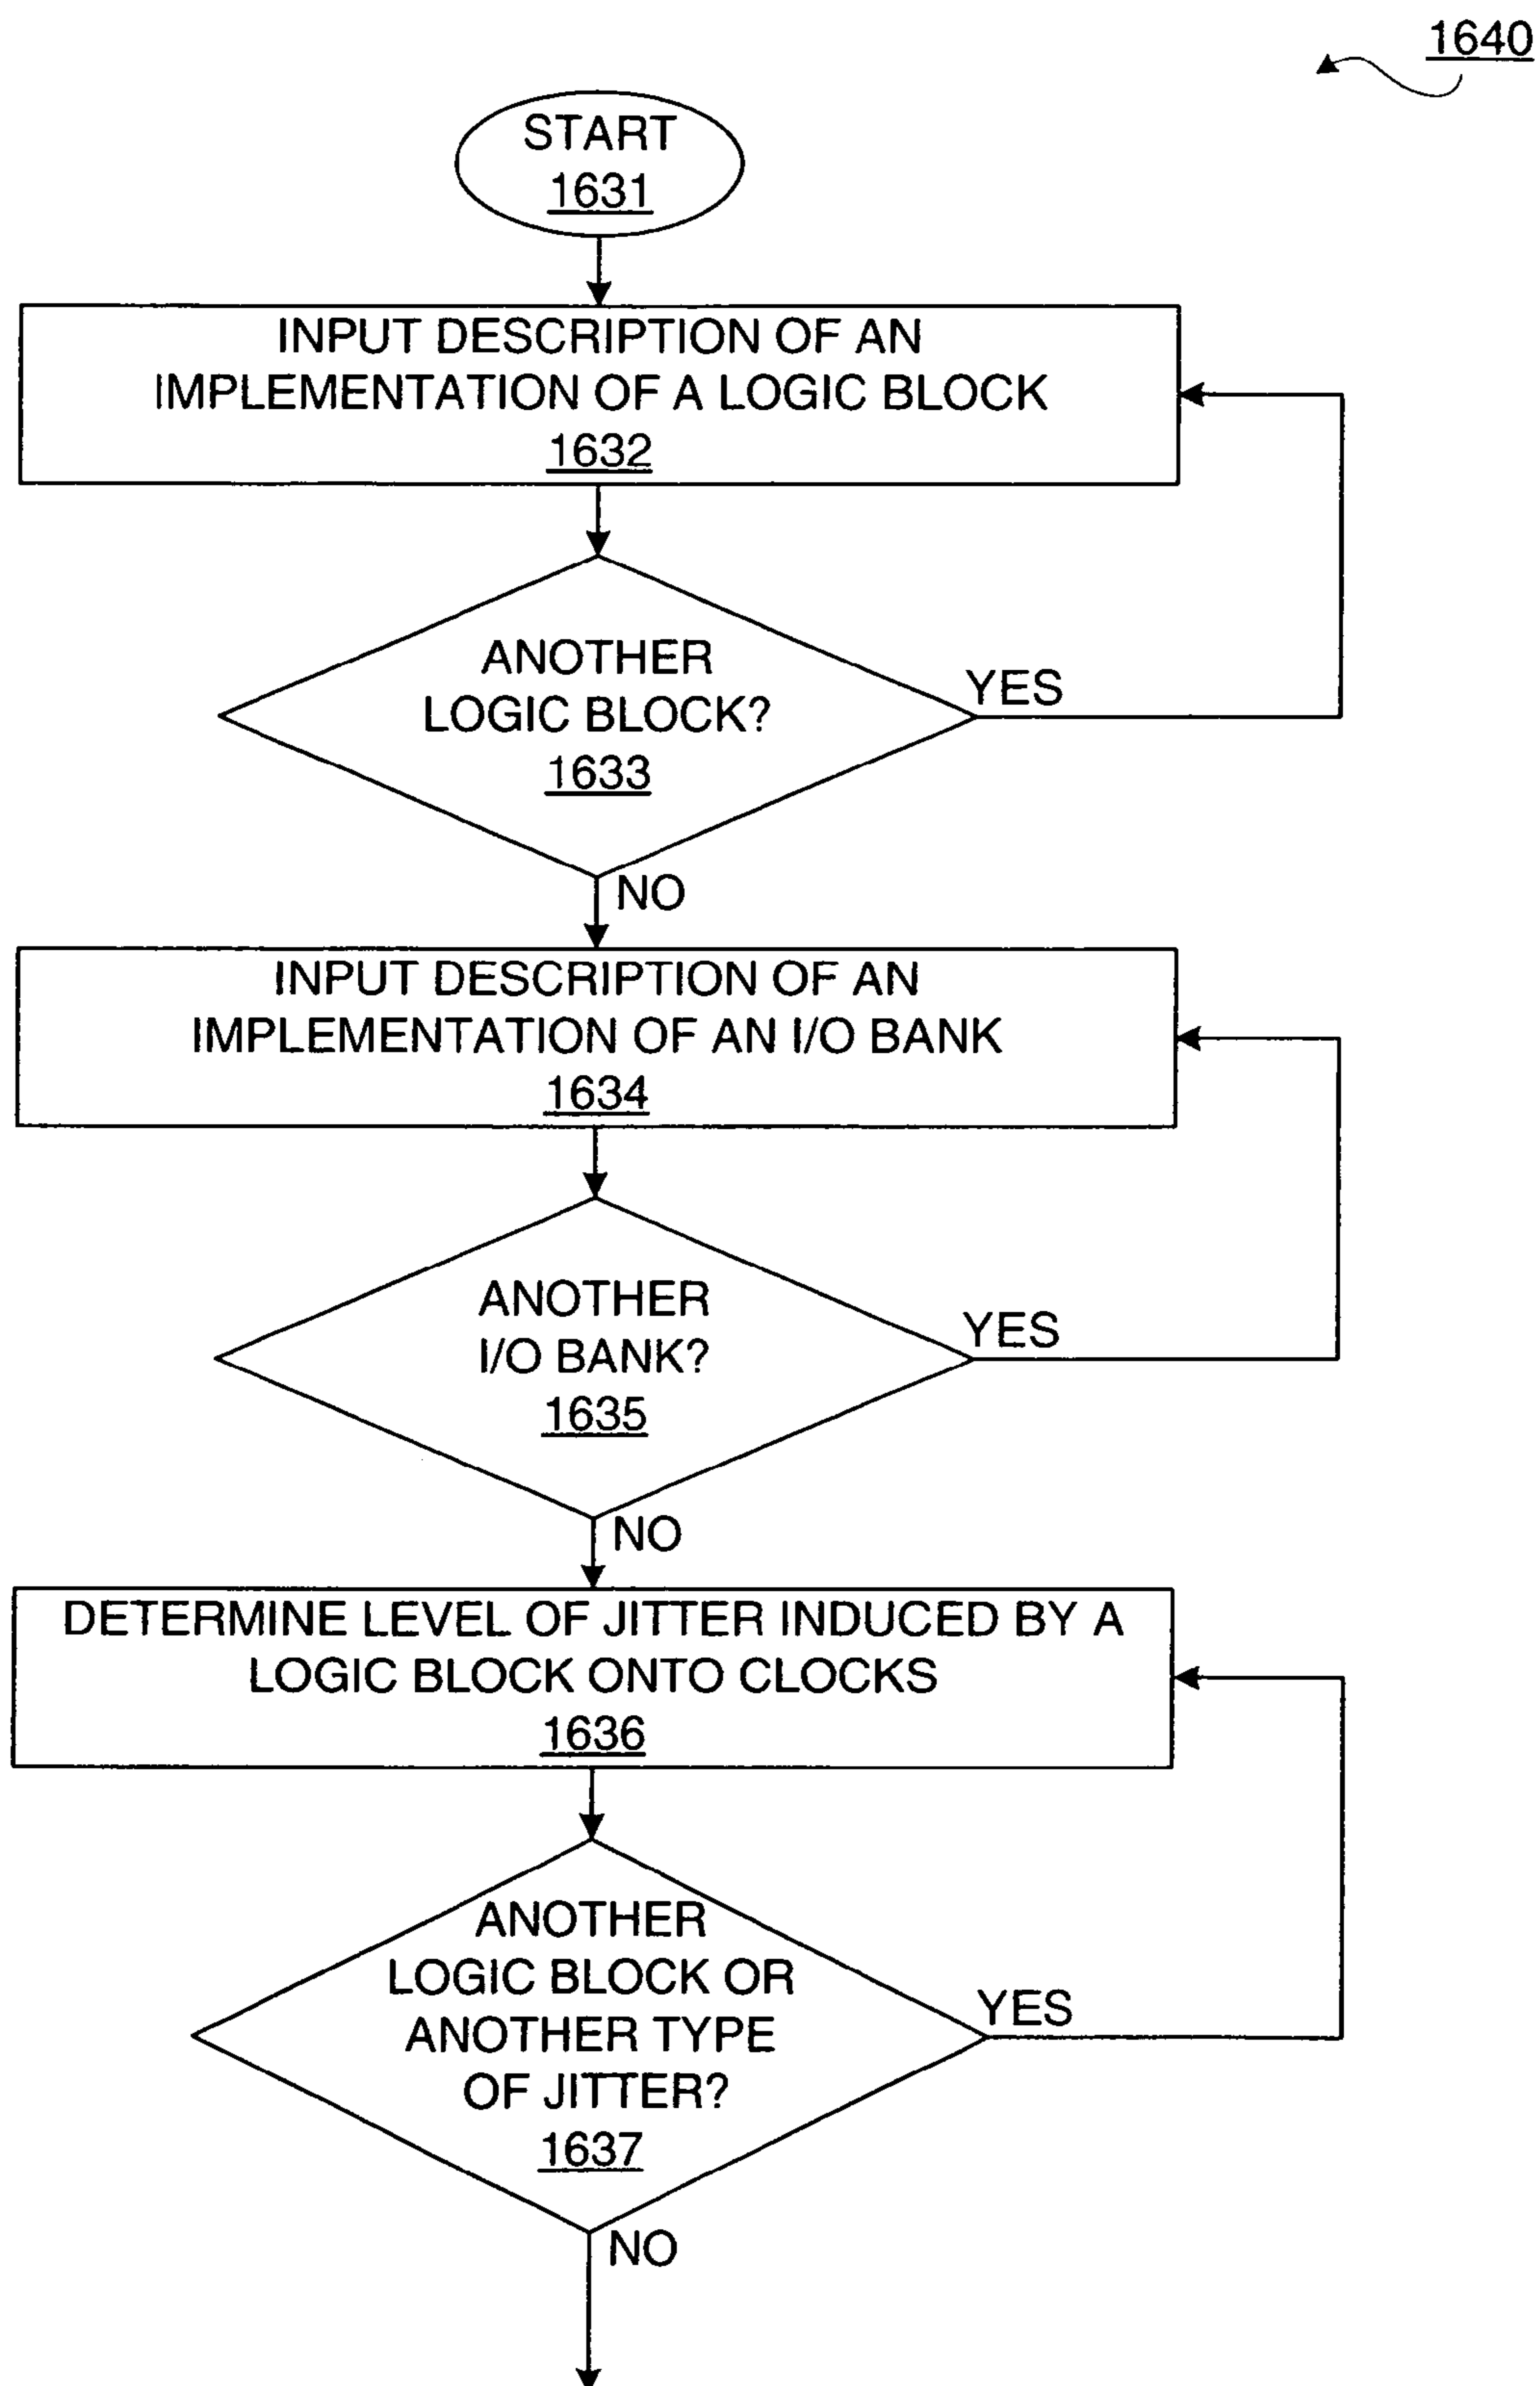 1640
START
1631
INPUT DESCRIPTION OF AN
IMPLEMENTATION OF A LOGIC BLOCK
1632
ANOTHER
LOGIC BLOCK?
1633
YES
NO
INPUT DESCRIPTION OF AN
IMPLEMENTATION OF AN I/O BANK
1634
ANOTHER
I/O BANK?
1635
YES
NO
DETERMINE LEVEL OF JITTER INDUCED BY A
LOGIC BLOCK ONTO CLOCKS
1636
ANOTHER
LOGIC BLOCK OR
ANOTHER TYPE
OF JITTER?
1637
YES
NO